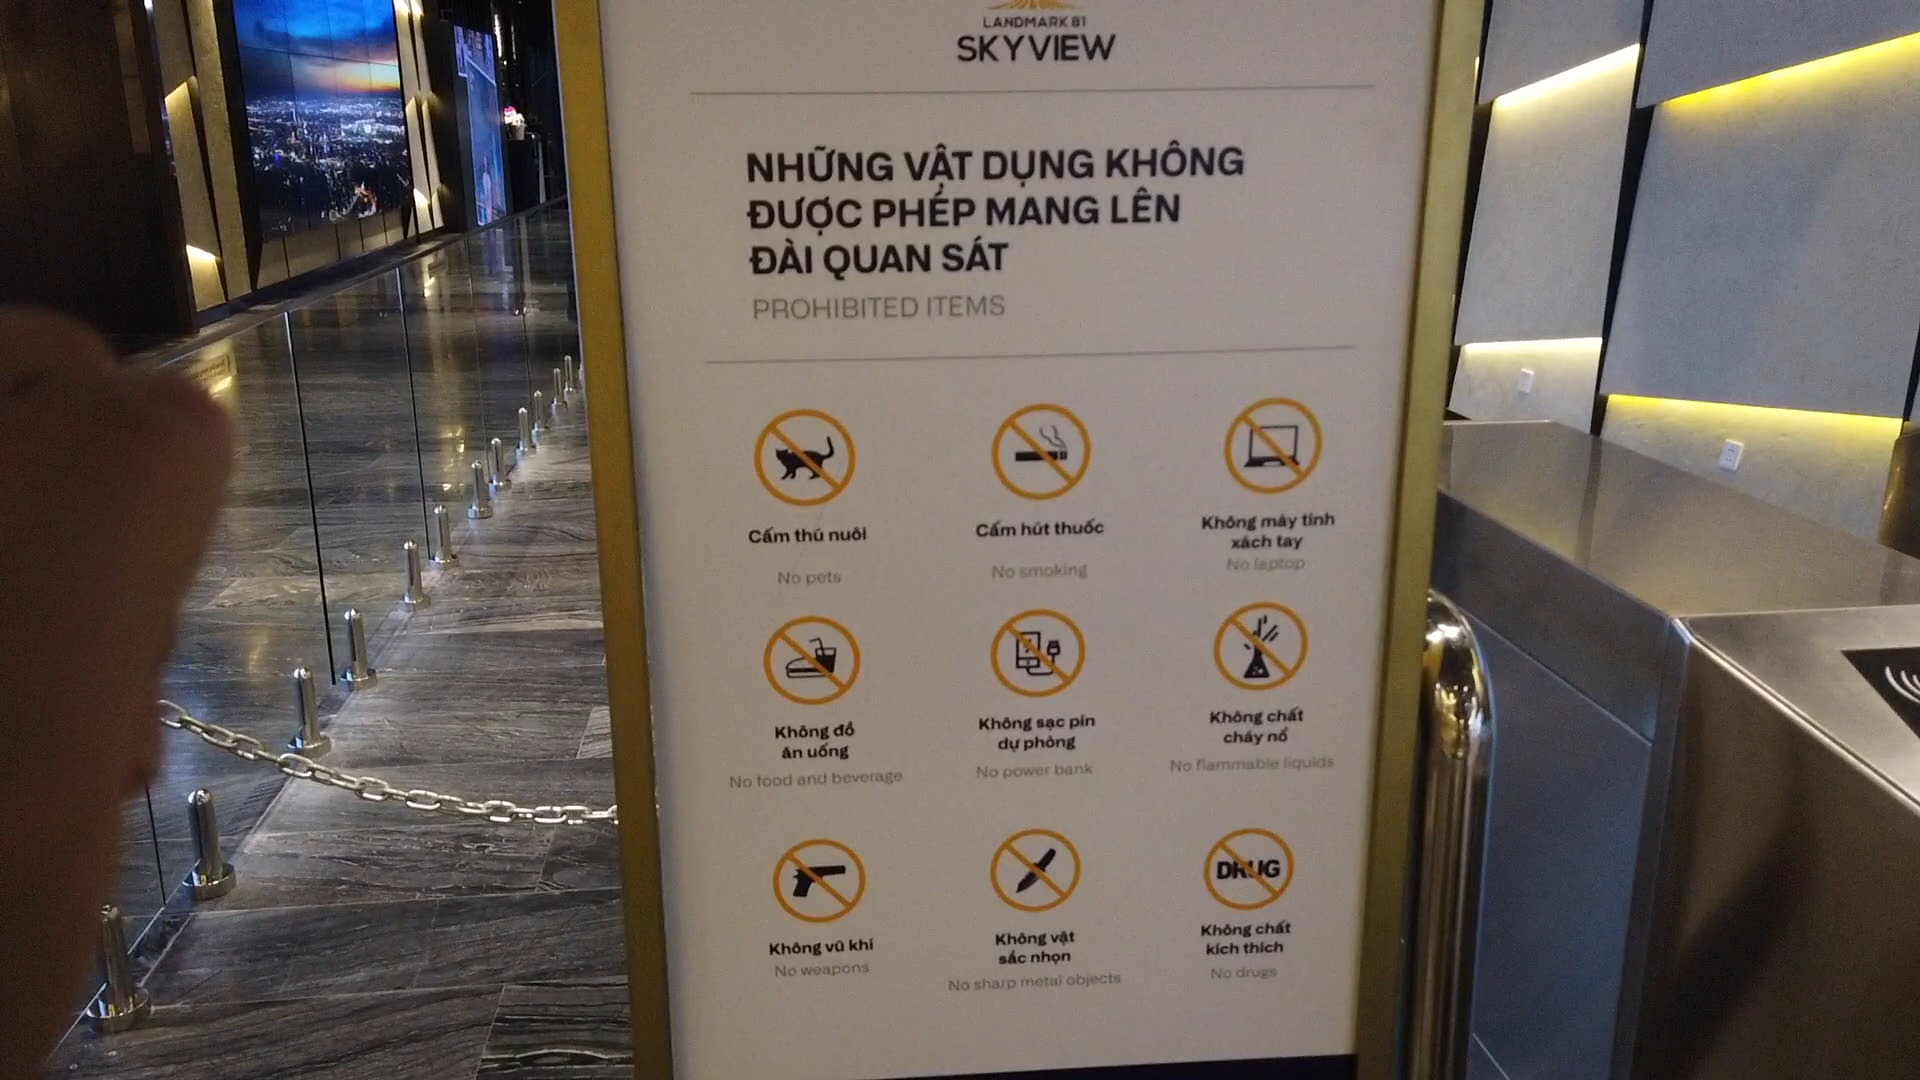 LANDMARK 81
SKYVIEW
NHỮNG VẬT DỤNG KHÔNG
ĐƯỢC PHÉP MANG LÊN
ĐÀI QUAN SÁT
PROHIBITED ITEMS
Cấm thú nuôi
No pets
Cấm hút thuốc
No smoking
Không máy tính
xách tay
No laptop
Không đồ
ăn uống
No food and beverage
Không sạc pin
dự phòng
No power bank
Không chất
cháy nổ
No flammable liquids
Không vũ khí
No weapons
Không vật
sắc nhọn
No sharp metal objects
DRUG
Không chất
kích thích
No drugs